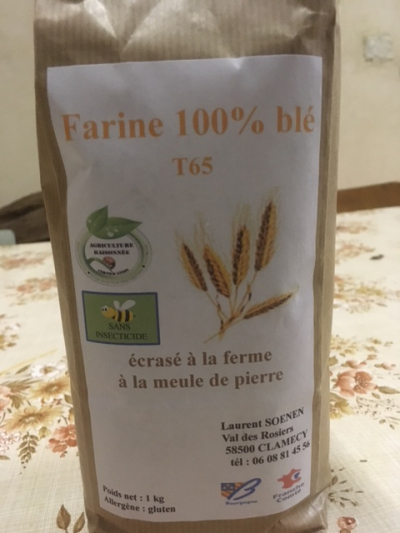 Farine 100% blé
T65
AGRICULTURE
RAISONNÉE
SANS
INSECTICIDE
écrasé à la ferme
à la meule de pierre
Laurent SOENEN
Val des Rosiers
58500 CLAMECY
tél : 06 08 81 45 56
Poids net : 1 kg
Allergène : gluten
Bourgogne
Franche
Comté